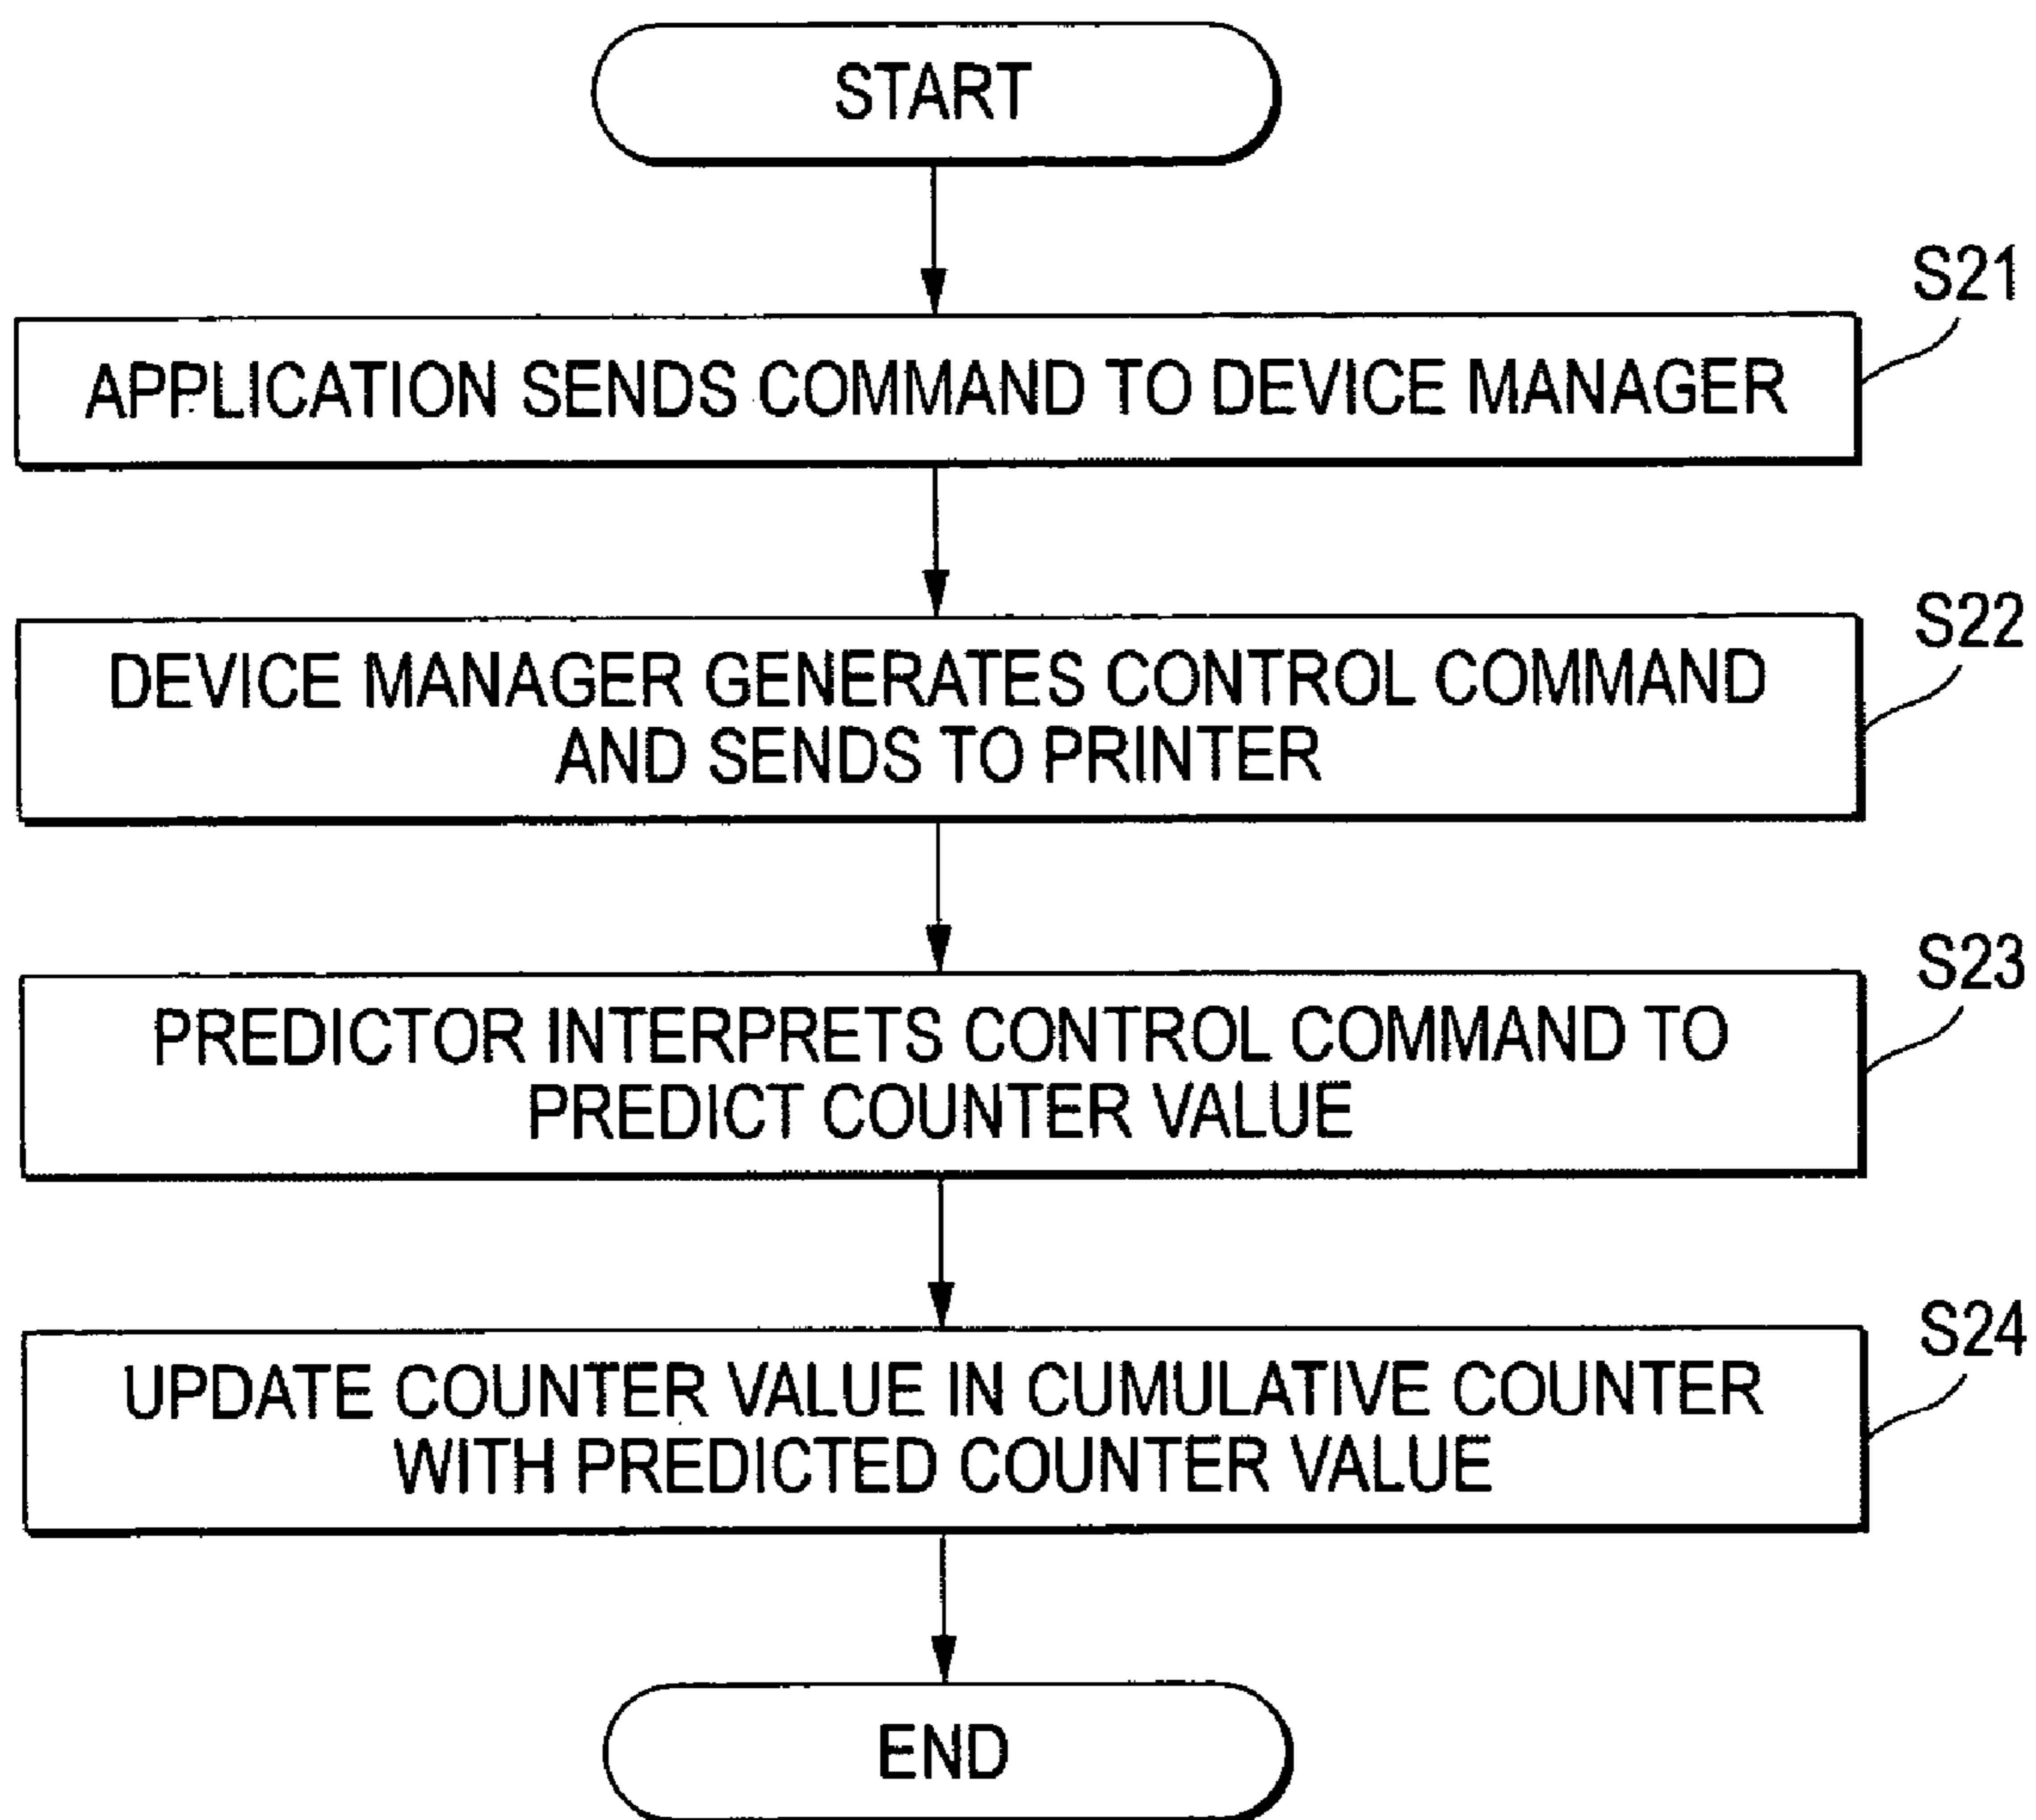 START
S21
APPLICATION SENDS COMMAND TO DEVICE MANAGER
S22
DEVICE MANAGER GENERATES CONTROL COMMAND
AND SENDS TO PRINTER
S23
PREDICTOR INTERPRETS CONTROL COMMAND TO
PREDICT COUNTER VALUE
S24
UPDATE COUNTER VALUE IN CUMULATIVE COUNTER
WITH PREDICTED COUNTER VALUE
END